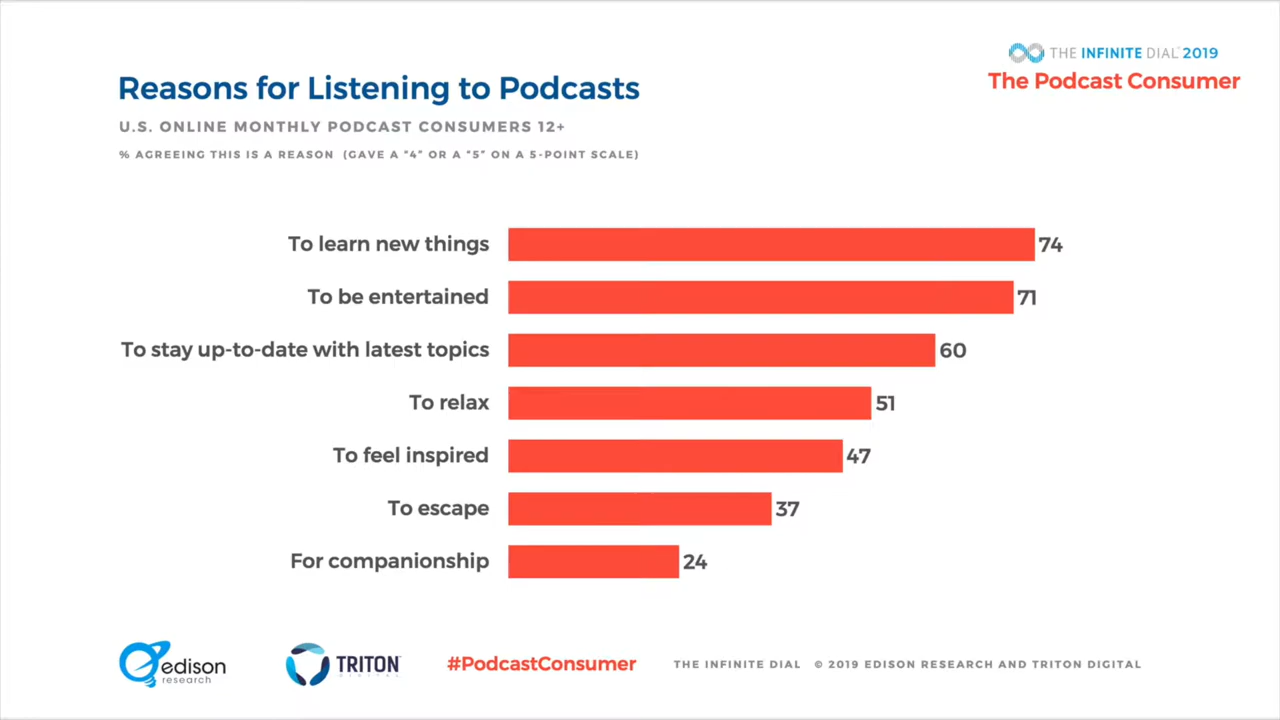 THE INFINITE DIAL 2019
The Podcast Consumer
Reasons for Listening to Podcasts
U.S. ONLINE MONTHLY PODCAST CONSUMERS 12+
% AGREEING THIS IS A REASON (GAVE A "4" OR A "5" ON A 5-POINT SCALE)
To learn new things 74
To be entertained 71
To stay up-to-date with latest topics 60
To relax 51
To feel inspired 47
To escape 37
For companionship 24
edison
research
TRITON
DIGITAL
#PodcastConsumer
THE INFINITE DIAL © 2019 EDISON RESEARCH AND TRITON DIGITAL